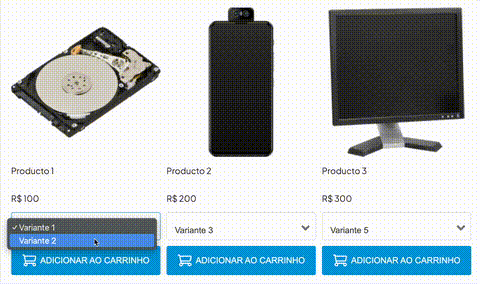 Producto 1
Producto 2
Producto 3
R$ 100
R$ 200
R$ 300
✓ Variante 1
Variante 2
Variante 3
Variante 5
ADICIONAR AO CARRINHO
ADICIONAR AO CARRINHO
ADICIONAR AO CARRINHO